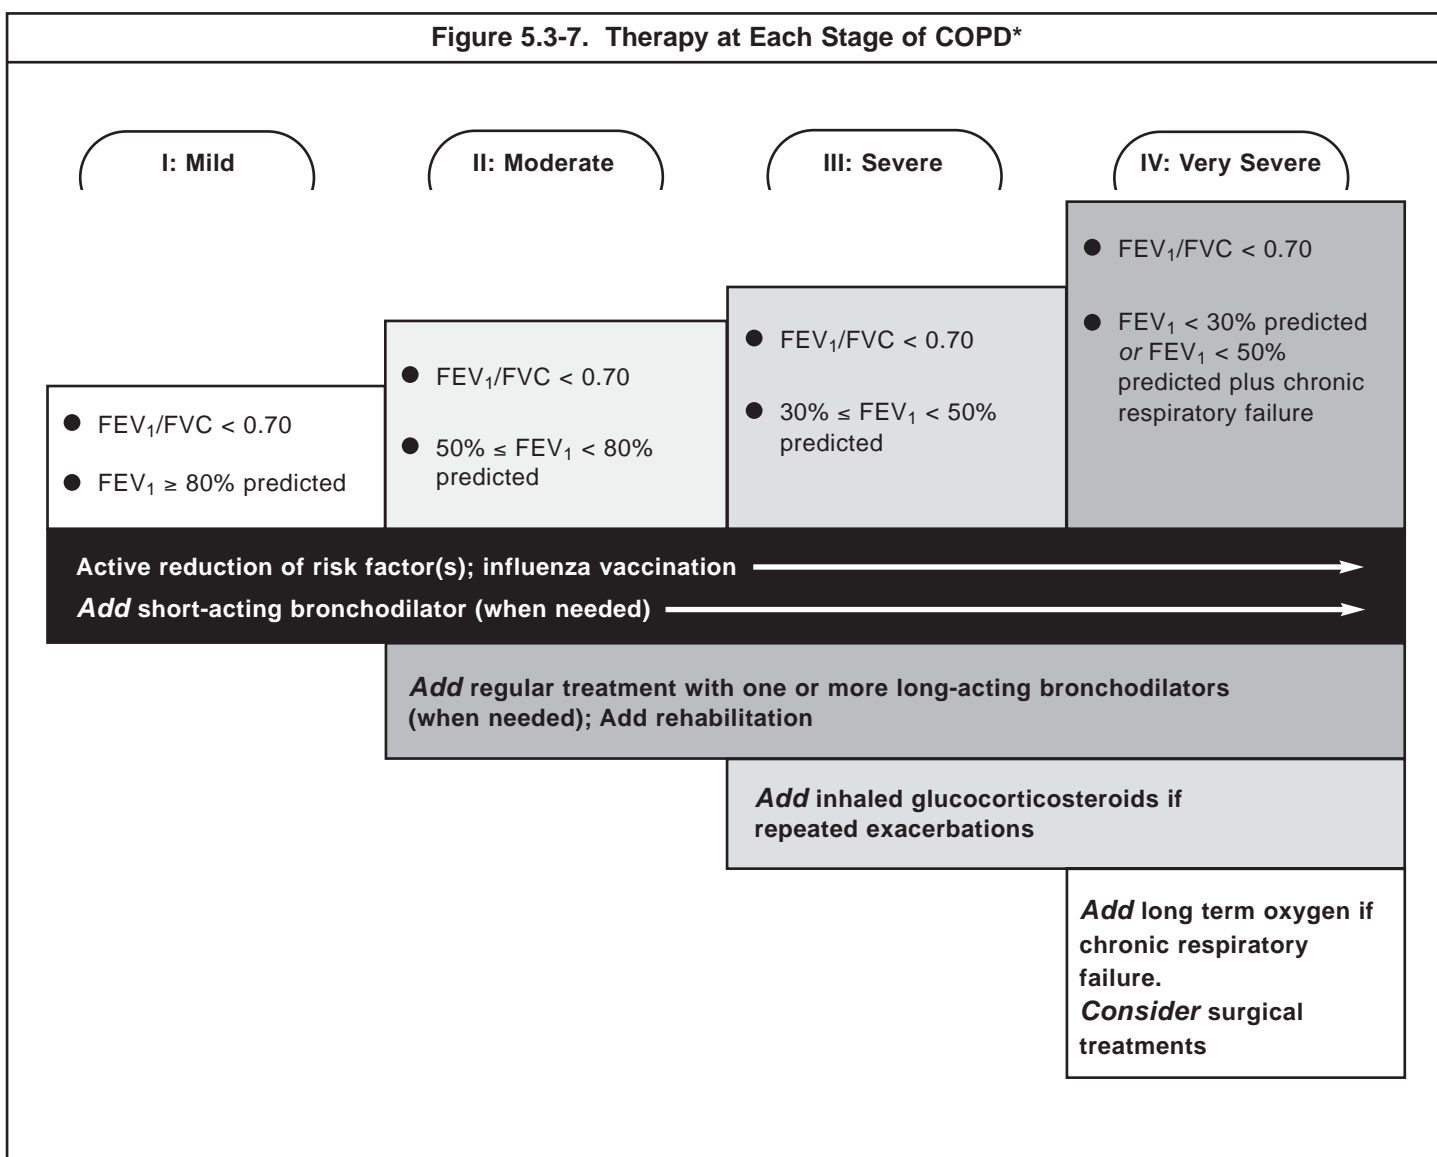 Figure 5.3-7. Therapy at Each Stage of COPD*
I: Mild
II: Moderate
III: Severe
IV: Very Severe
● FEV₁/FVC < 0.70
● FEV₁ ≥ 80% predicted
● FEV₁/FVC < 0.70
● 50% ≤ FEV₁ < 80%
predicted
● FEV₁/FVC < 0.70
● 30% ≤ FEV₁ < 50%
predicted
● FEV₁/FVC < 0.70
● FEV₁ < 30% predicted
or FEV₁ < 50%
predicted plus chronic
respiratory failure
Active reduction of risk factor(s); influenza vaccination
Add short-acting bronchodilator (when needed)
Add regular treatment with one or more long-acting bronchodilators
(when needed); Add rehabilitation
Add inhaled glucocorticosteroids if
repeated exacerbations
Add long term oxygen if
chronic respiratory
failure.
Consider surgical
treatments